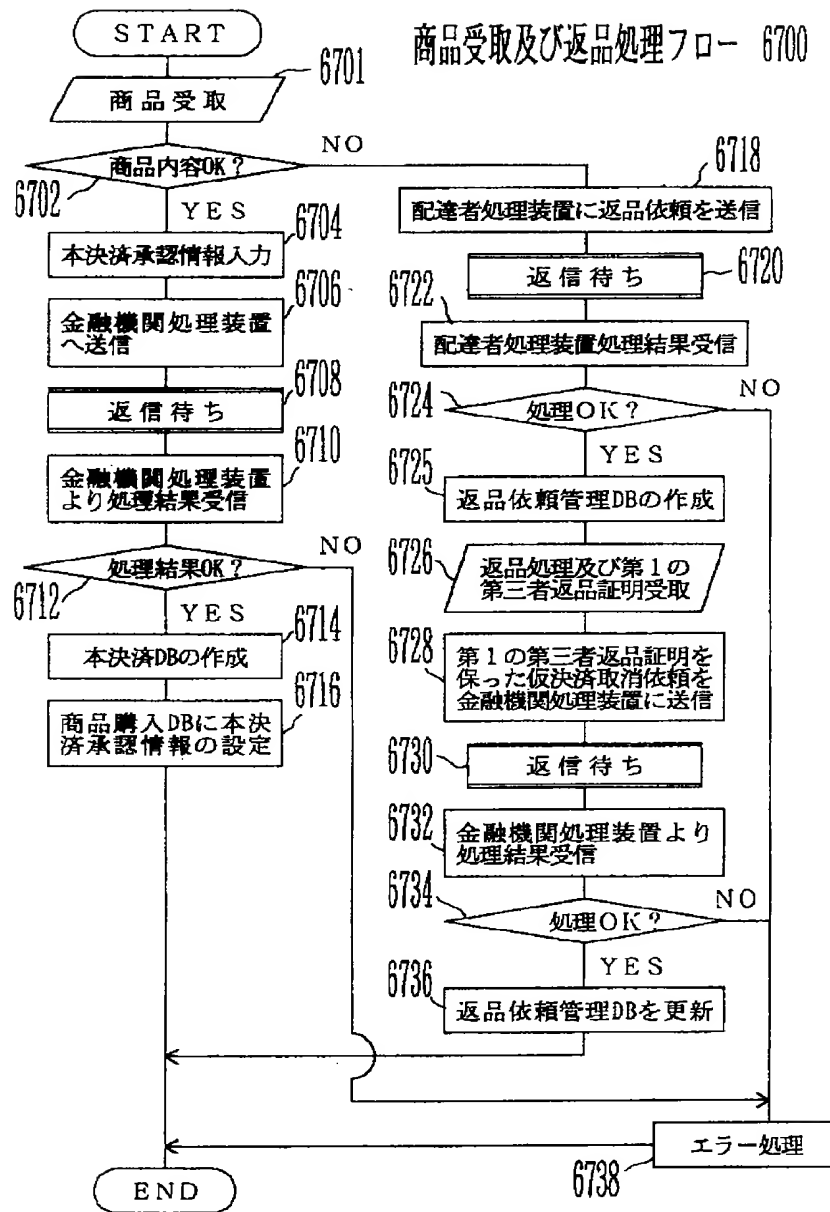 商品受取及び返品処理フロー 6700
START
6701
商品受取
商品内容OK?
NO
6702
YES
6704
本決済承認情報入力
6706
金融機関処理装置
へ送信
6708
返信待ち
6710
金融機関処理装置
より処理結果受信
処理結果OK?
NO
6712
YES
6714
本決済DBの作成
6716
商品購入DBに本決
済承認情報の設定
6718
配達者処理装置に返品依頼を送信
6720
返信待ち
6722
配達者処理装置処理結果受信
6724
処理OK?
NO
YES
6725
返品依頼管理DBの作成
6726
返品処理及び第1の
第三者返品証明受取
6728
第1の第三者返品証明を
保った仮決済取消依頼を
金融機関処理装置に送信
6730
返信待ち
6732
金融機関処理装置より
処理結果受信
6734
処理OK?
NO
YES
6736
返品依頼管理DBを更新
エラー処理
6738
END